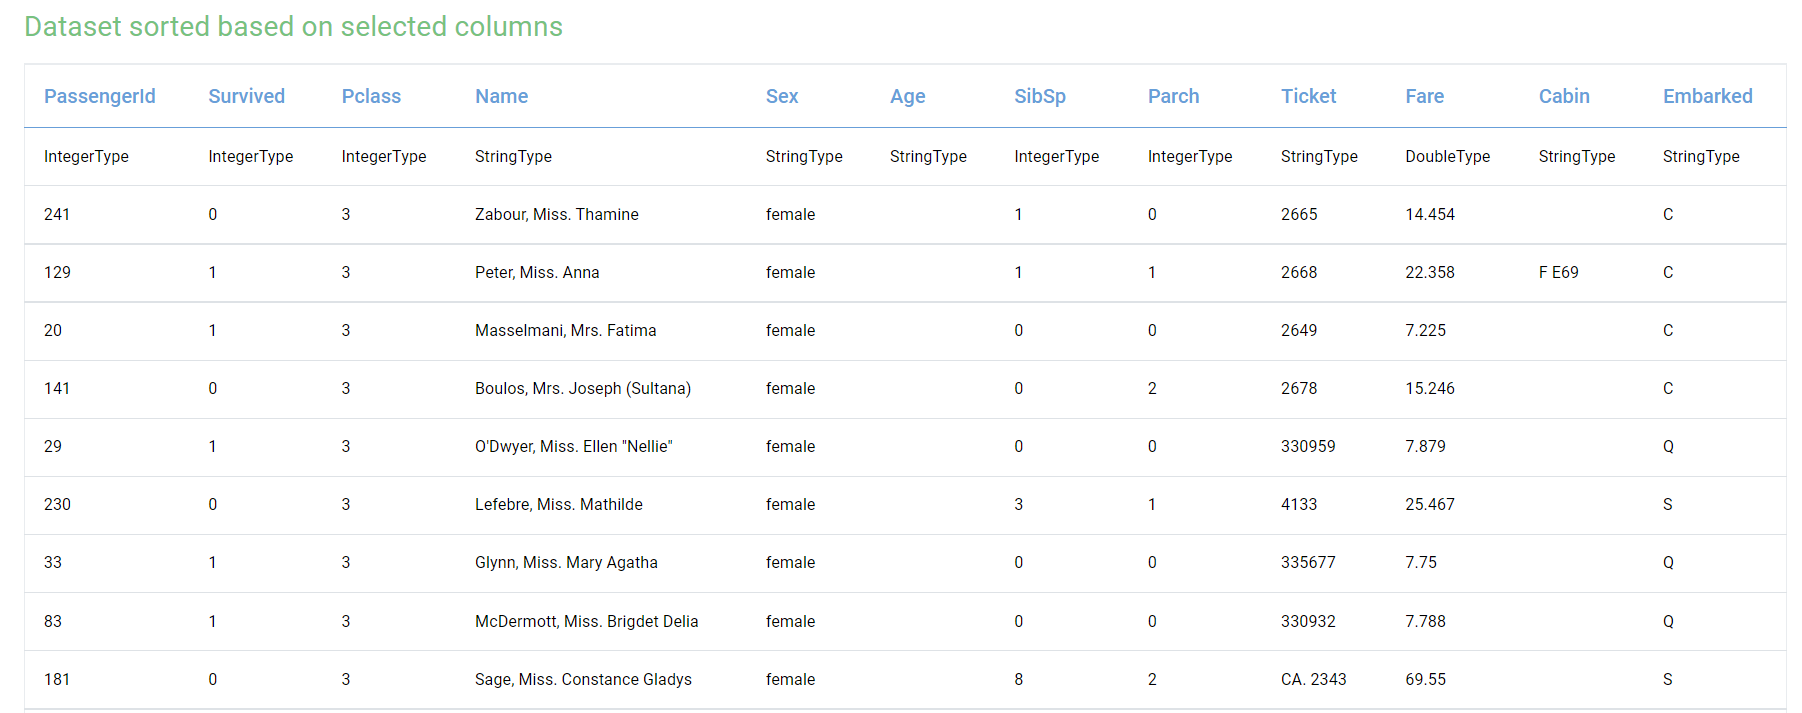 Dataset sorted based on selected columns
PassengerId Survived Pclass Name Sex Age SibSp Parch Ticket Fare Cabin Embarked
IntegerType IntegerType IntegerType StringType StringType StringType IntegerType IntegerType StringType DoubleType StringType StringType
241 0 3 Zabour, Miss. Thamine female 1 0 2665 14.454 C
129 1 3 Peter, Miss. Anna female 1 1 2668 22.358 F E69 C
20 1 3 Masselmani, Mrs. Fatima female 0 0 2649 7.225 C
141 0 3 Boulos, Mrs. Joseph (Sultana) female 0 2 2678 15.246 C
29 1 3 O'Dwyer, Miss. Ellen "Nellie" female 0 0 330959 7.879 Q
230 0 3 Lefebre, Miss. Mathilde female 3 1 4133 25.467 S
33 1 3 Glynn, Miss. Mary Agatha female 0 0 335677 7.75 Q
83 1 3 McDermott, Miss. Brigdet Delia female 0 0 330932 7.788 Q
181 0 3 Sage, Miss. Constance Gladys female 8 2 CA. 2343 69.55 S